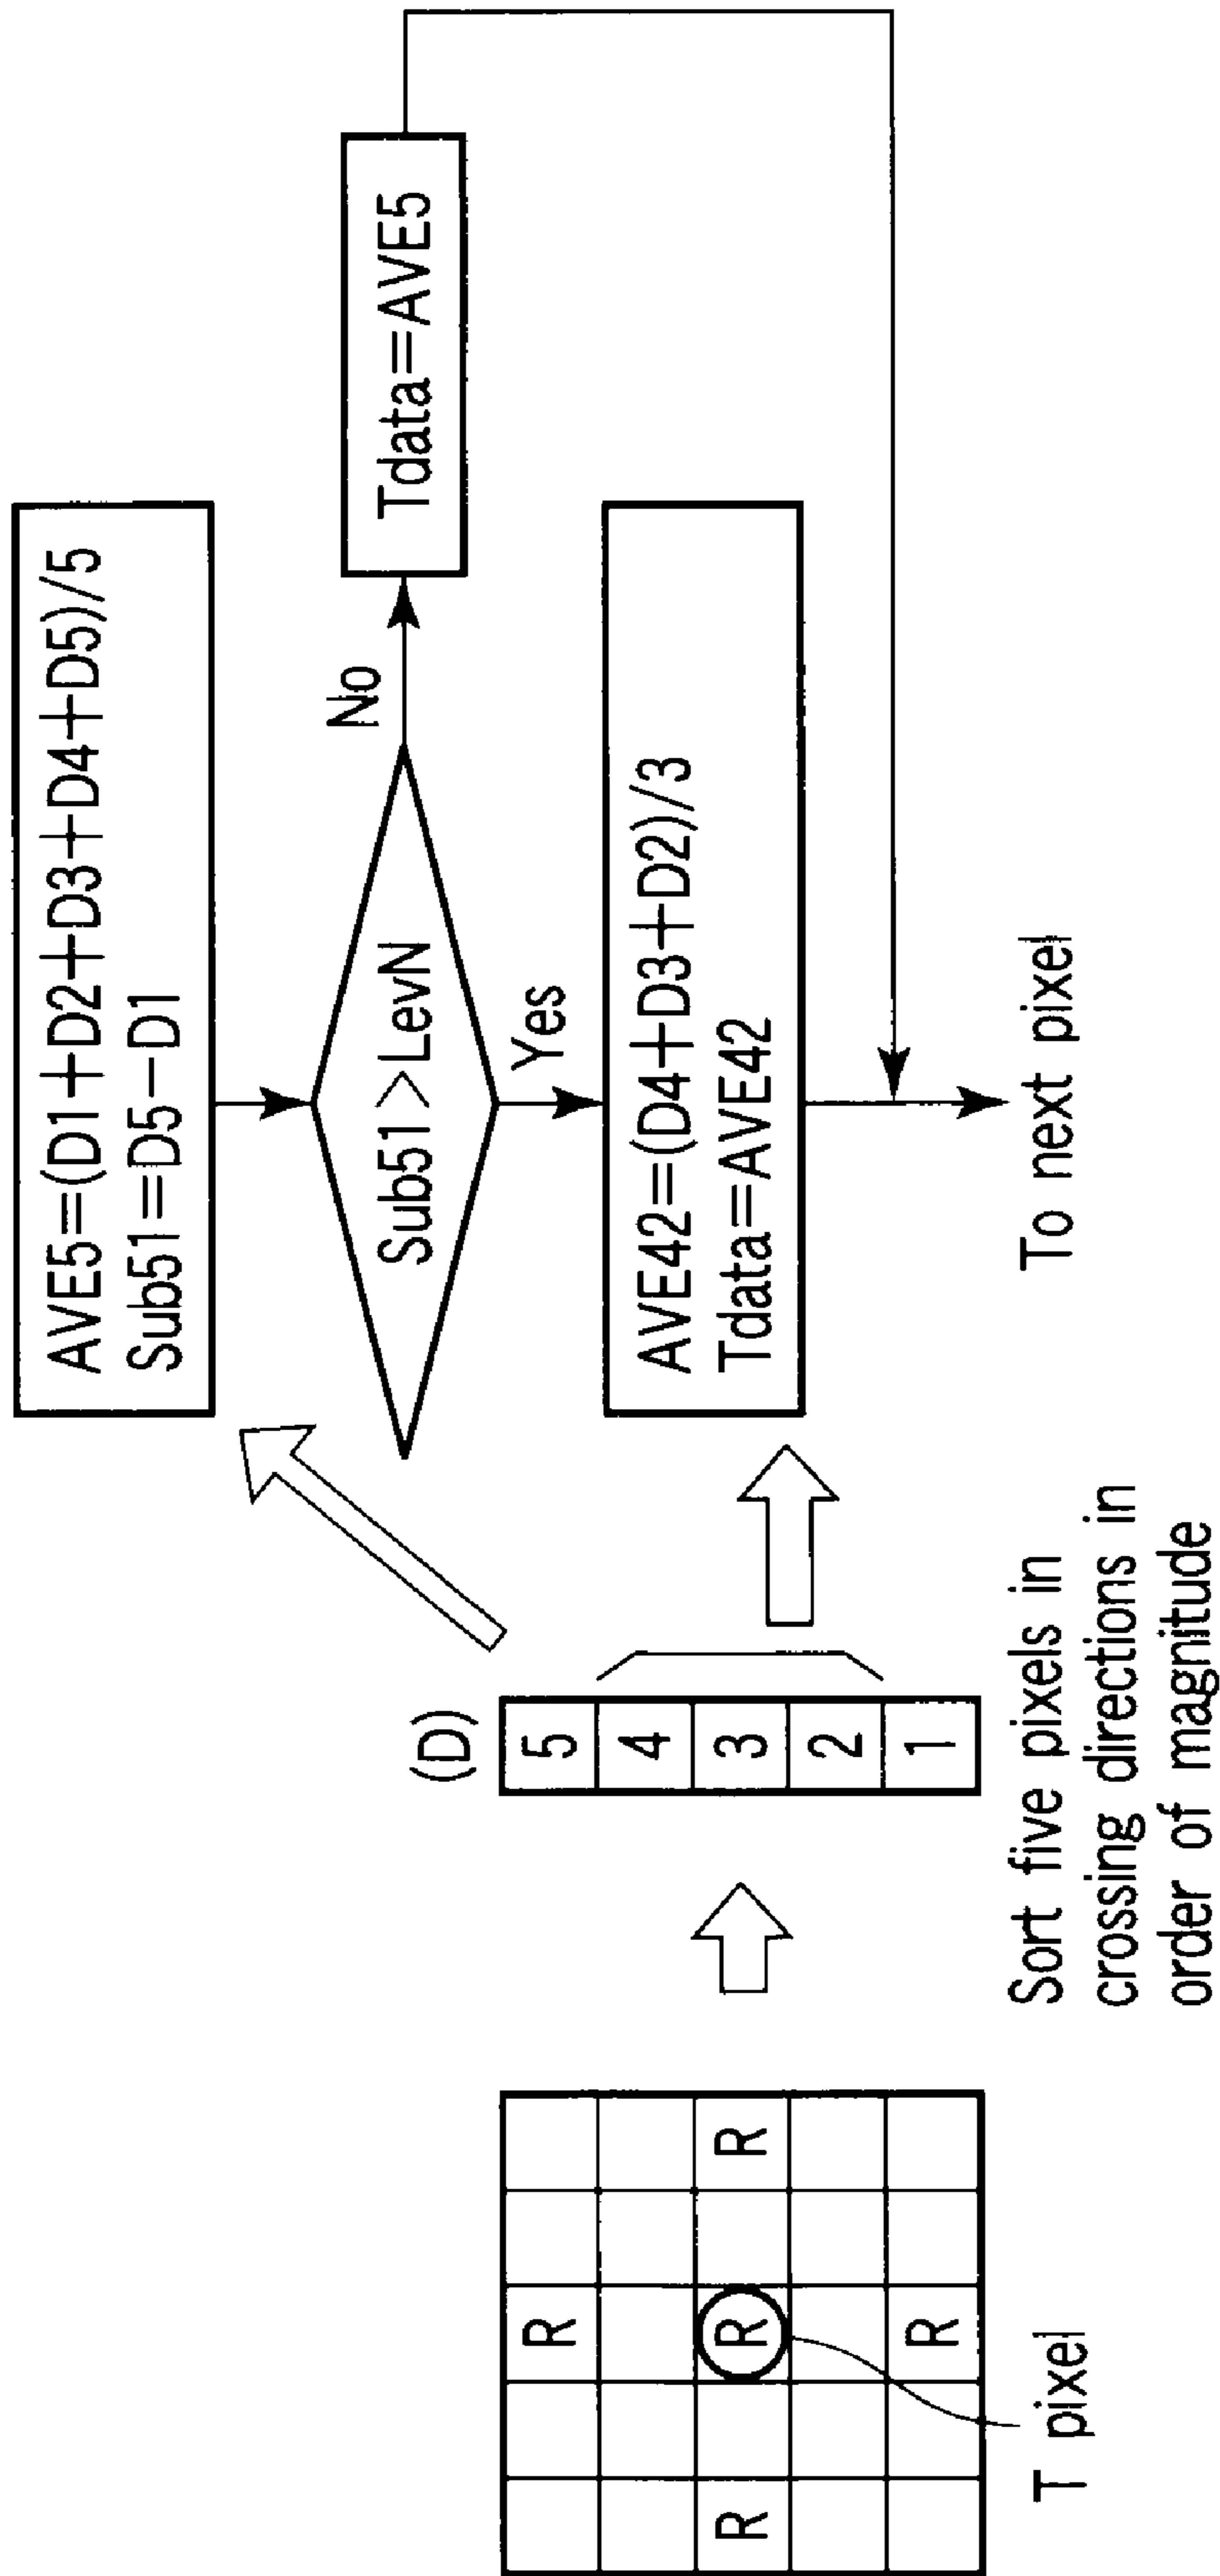 R
R
R
R
R
T pixel
(D)
5
4
3
2
1
Sort five pixels in
crossing directions in
order of magnitude
AVE5=(D1+D2+D3+D4+D5)/5
Sub51=D5-D1
Sub51>LevN
No
Tdata=AVE5
Yes
AVE42=(D4+D3+D2)/3
Tdata=AVE42
To next pixel